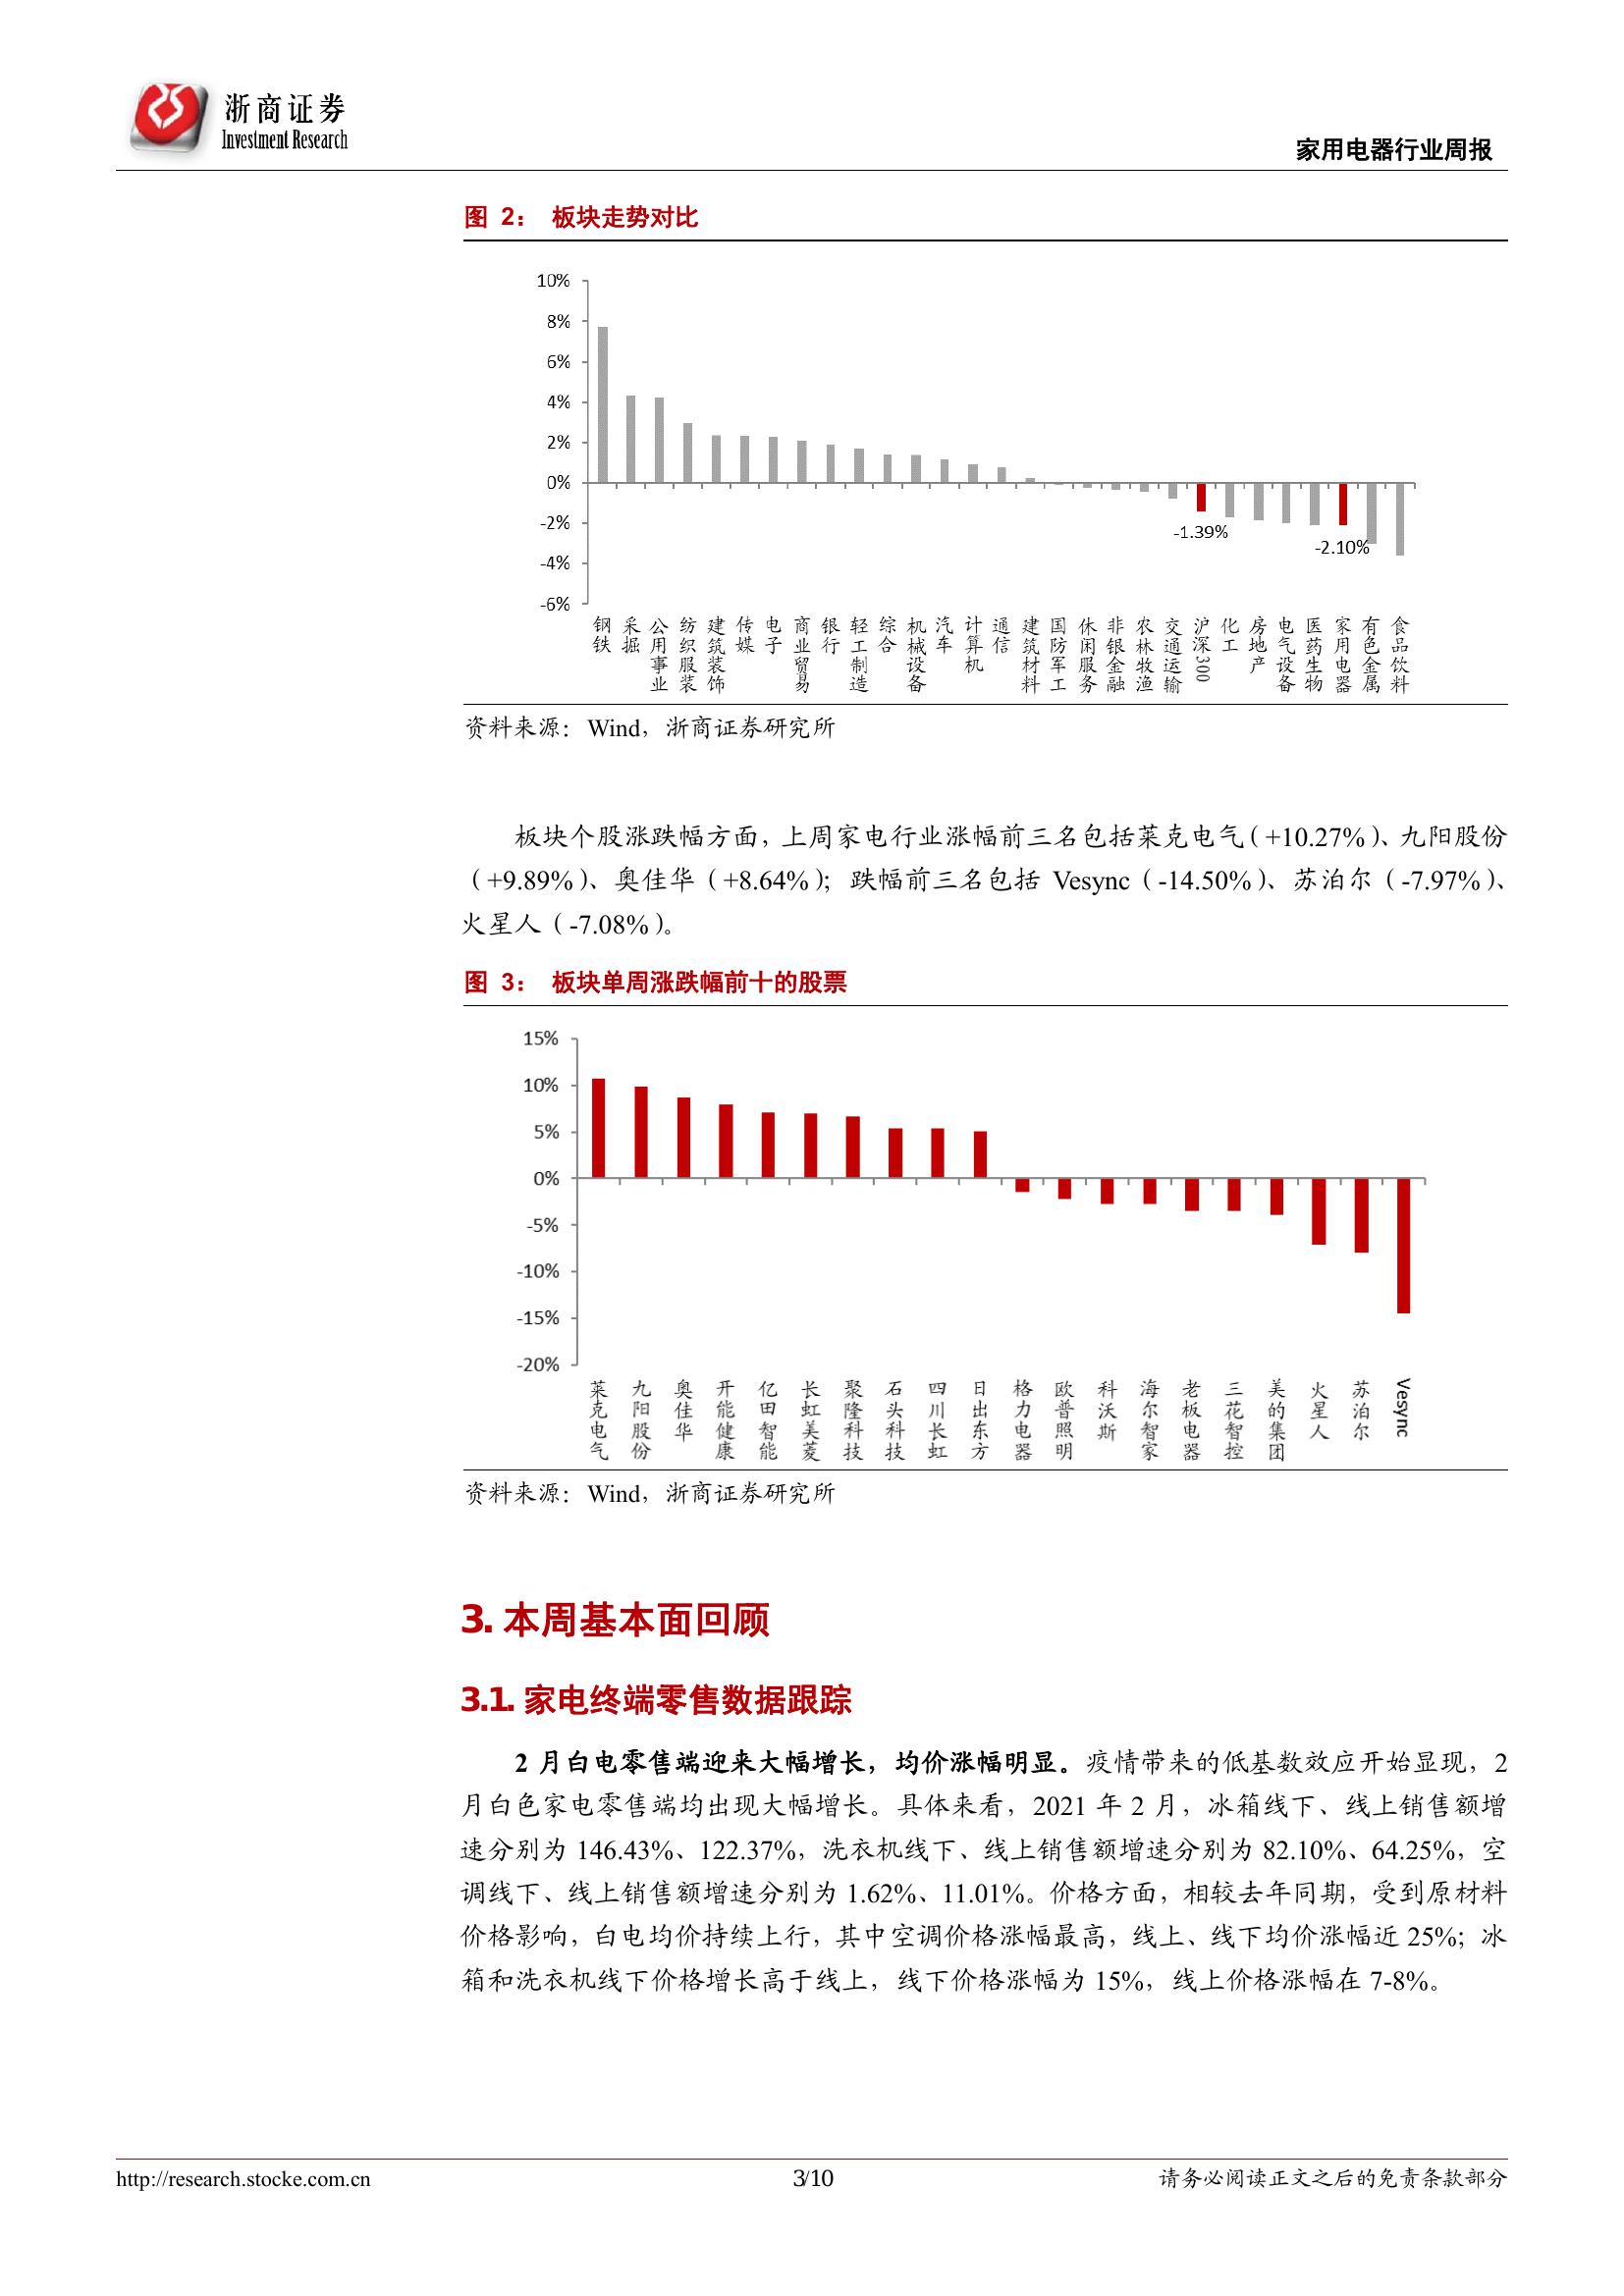 浙商证券
Investment Research
家用电器行业周报
图 2： 板块走势对比
10%
8%
6%
4%
2%
0%
-2%
-4%
-6%
-1.39%
-2.10%
钢铁
采掘
公用事业
纺织服装
建筑装饰
传媒
电子
商业贸易
银行
轻工制造
综合
机械设备
汽车
计算机
通信
建筑材料
国防军工
休闲服务
非银金融
农林牧渔
交通运输
沪深300
化工
房地产
电气设备
医药生物
家用电器
有色金属
食品饮料
资料来源： Wind，浙商证券研究所
板块个股涨跌幅方面，上周家电行业涨幅前三名包括莱克电气（+10.27%）、九阳股份
（+9.89%）、奥佳华（+8.64%）；跌幅前三名包括 Vesync（-14.50%）、苏泊尔（-7.97%）、
火星人（-7.08%）。
图 3： 板块单周涨跌幅前十的股票
15%
10%
5%
0%
-5%
-10%
-15%
-20%
莱克电气
九阳股份
奥佳华
开能健康
亿田智能
长虹美菱
聚隆科技
石头科技
四川长虹
日出东方
格力电器
欧普照明
科沃斯
海尔智家
老板电器
三花智控
美的集团
火星人
苏泊尔
Vesync
资料来源： Wind，浙商证券研究所
3. 本周基本面回顾
3.1. 家电终端零售数据跟踪
2 月白电零售端迎来大幅增长，均价涨幅明显。疫情带来的低基数效应开始显现，2
月白色家电零售端均出现大幅增长。具体来看，2021 年 2 月，冰箱线下、线上销售额增
速分别为 146.43%、122.37%，洗衣机线下、线上销售额增速分别为 82.10%、64.25%，空
调线下、线上销售额增速分别为 1.62%、11.01%。价格方面，相较去年同期，受到原材料
价格影响，白电均价持续上行，其中空调价格涨幅最高，线上、线下均价涨幅近 25%；冰
箱和洗衣机线下价格增长高于线上，线下价格涨幅为 15%，线上价格涨幅在 7-8%。
http://research.stocke.com.cn
3/10
请务必阅读正文之后的免责条款部分